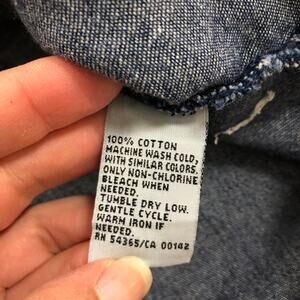 100% COTTON
MACHINE WASH COLD,
WITH SIMILAR COLORS.
ONLY NON-CHLORINE
BLEACH WHEN
NEEDED.
TUMBLE DRY LOW.
GENTLE CYCLE.
WARM IRON IF
NEEDED.
RN 54365/CA 00142